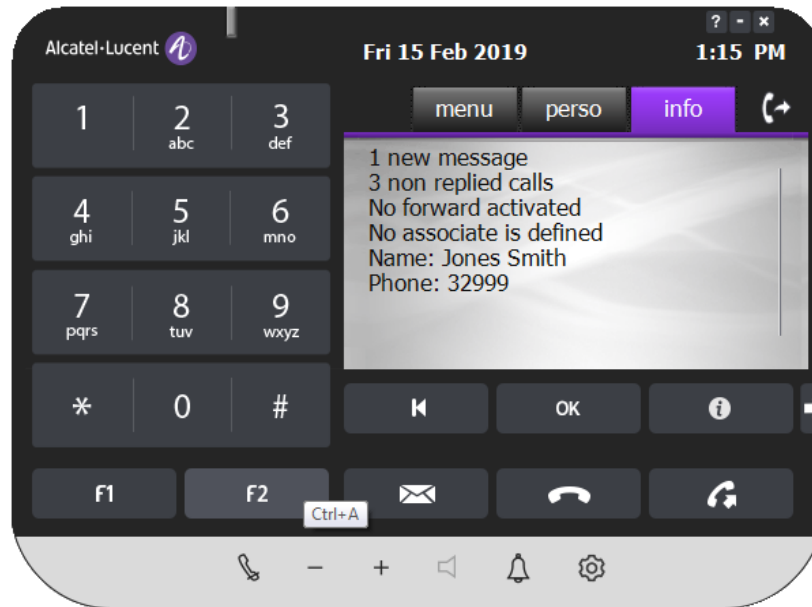 ? - ×
Alcatel·Lucent
Fri 15 Feb 2019 1:15 PM
menu perso info
1 new message
3 non replied calls
No forward activated
No associate is defined
Name: Jones Smith
Phone: 32999
1 2 3
abc def
4 5 6
ghi jkl mno
7 8 9
pqrs tuv wxyz
* 0 #
OK i
F1 F2
Ctrl+A
− +